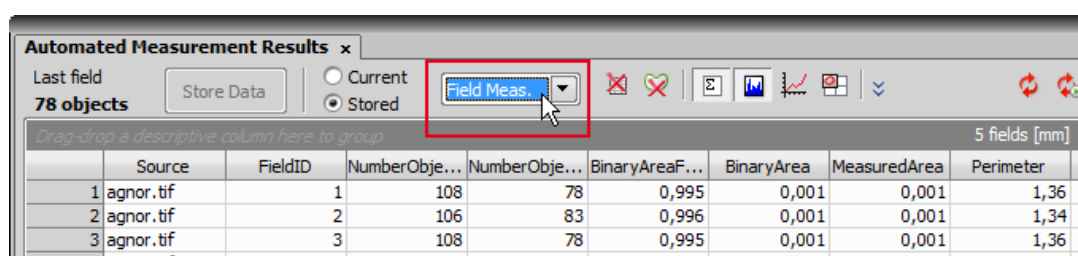 Automated Measurement Results x
Last field
78 objects
Store Data
Current
Stored
Field Meas.
Σ
Drag-drop a descriptive column here to group
5 fields [mm]
Source FieldID NumberObje... NumberObje... BinaryAreaF... BinaryArea MeasuredArea Perimeter
1 agnor.tif 1 108 78 0,995 0,001 0,001 1,36
2 agnor.tif 2 106 83 0,996 0,001 0,001 1,34
3 agnor.tif 3 108 78 0,995 0,001 0,001 1,36